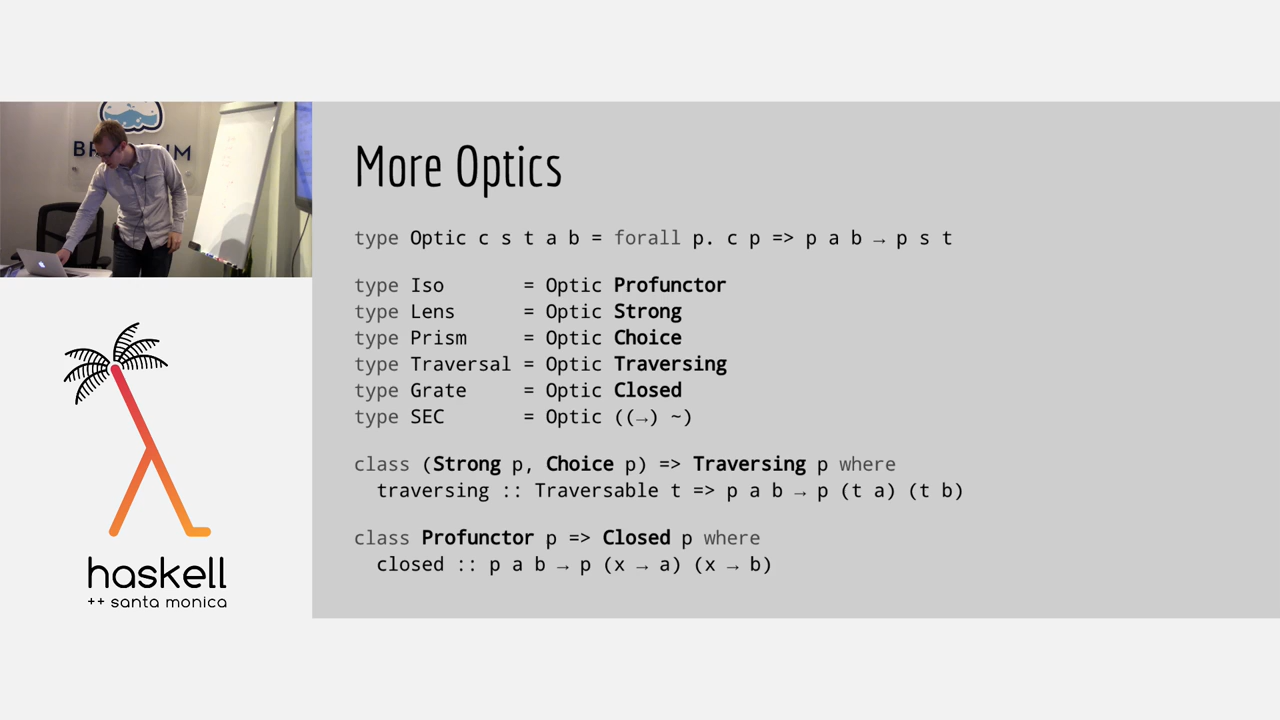 More Optics
type Optic c s t a b = forall p. c p => p a b → p s t
type Iso = Optic Profunctor
type Lens = Optic Strong
type Prism = Optic Choice
type Traversal = Optic Traversing
type Grate = Optic Closed
type SEC = Optic ((→) ~)
class (Strong p, Choice p) => Traversing p where
traversing :: Traversable t => p a b → p (t a) (t b)
class Profunctor p => Closed p where
closed :: p a b → p (x → a) (x → b)
haskell
++ santa monica